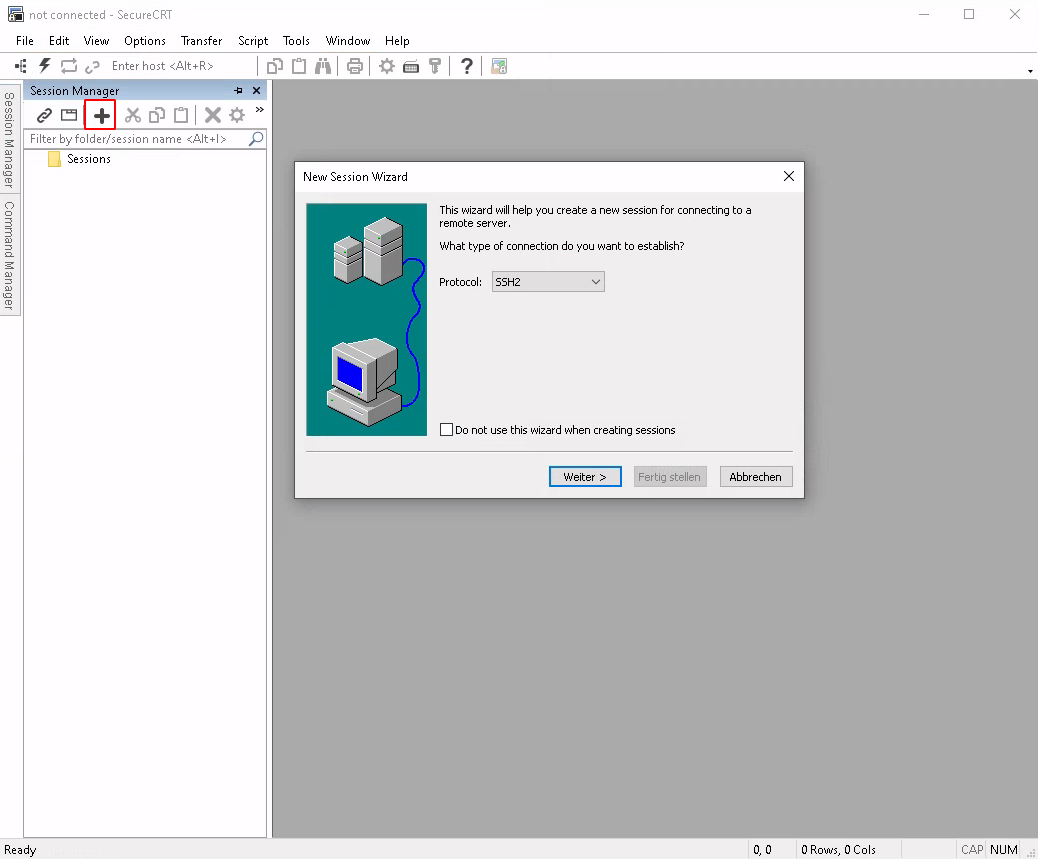 not connected - SecureCRT
File Edit View Options Transfer Script Tools Window Help
Enter host <Alt+R>
Session Manager
Filter by folder/session name <Alt+I>
Sessions
Session Manager
Command Manager
New Session Wizard
This wizard will help you create a new session for connecting to a
remote server.
What type of connection do you want to establish?
Protocol: SSH2
Do not use this wizard when creating sessions
Weiter > Fertig stellen Abbrechen
Ready 0, 0 0 Rows, 0 Cols CAP NUM